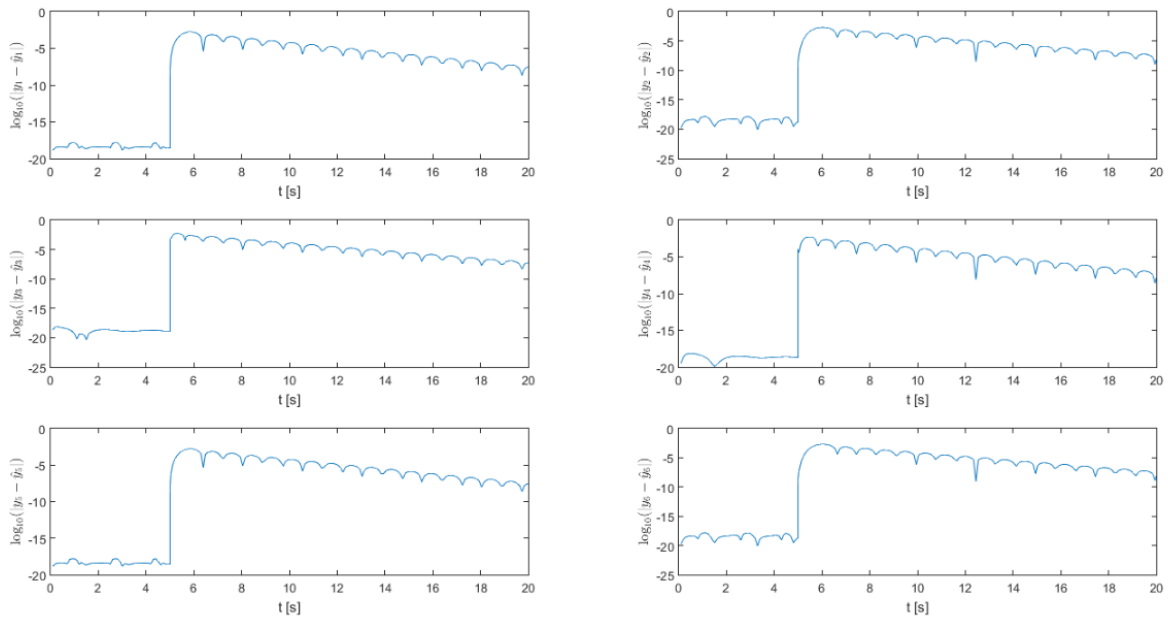 log₁₀(|y₁ − ŷ₁|)
0
-5
-10
-15
-20
0 2 4 6 8 10 12 14 16 18 20
t [s]
log₁₀(|y₂ − ŷ₂|)
0
-5
-10
-15
-20
-25
0 2 4 6 8 10 12 14 16 18 20
t [s]
log₁₀(|y₃ − ŷ₃|)
0
-5
-10
-15
-20
-25
0 2 4 6 8 10 12 14 16 18 20
t [s]
log₁₀(|y₄ − ŷ₄|)
0
-5
-10
-15
-20
0 2 4 6 8 10 12 14 16 18 20
t [s]
log₁₀(|y₅ − ŷ₅|)
0
-5
-10
-15
-20
0 2 4 6 8 10 12 14 16 18 20
t [s]
log₁₀(|y₆ − ŷ₆|)
0
-5
-10
-15
-20
-25
0 2 4 6 8 10 12 14 16 18 20
t [s]